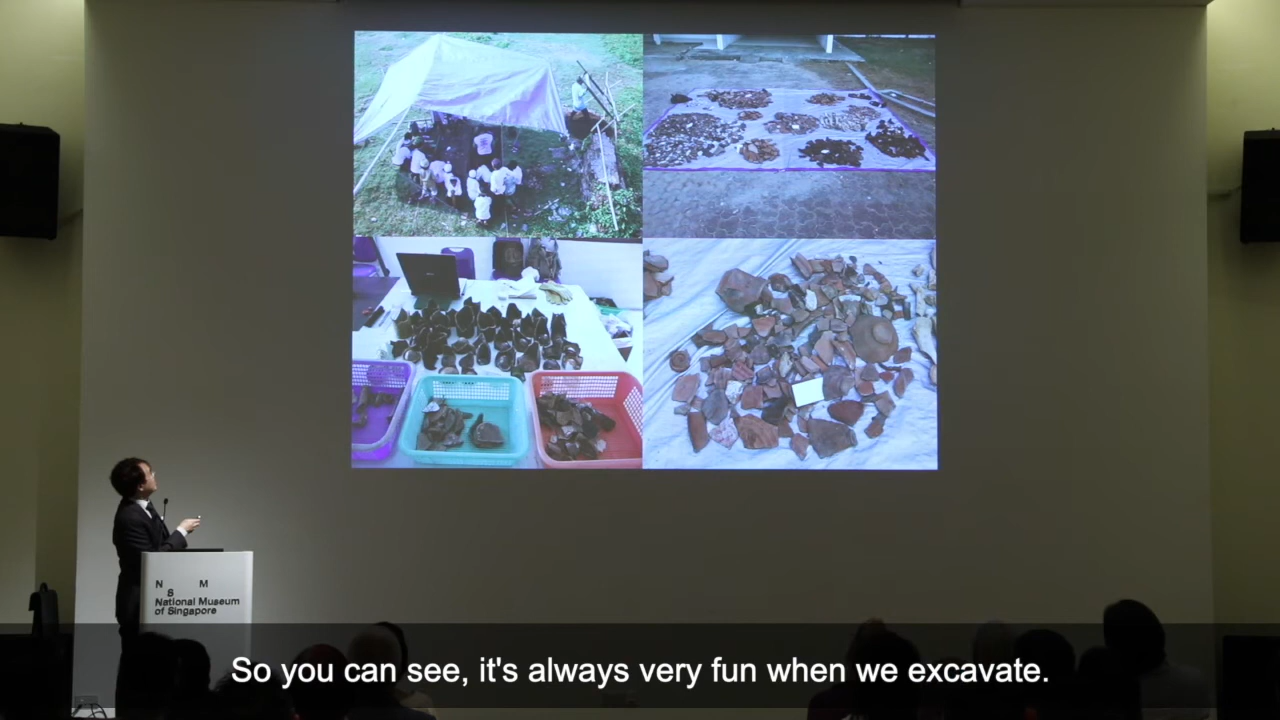 N M
S
National Museum
of Singapore
So you can see, it's always very fun when we excavate.